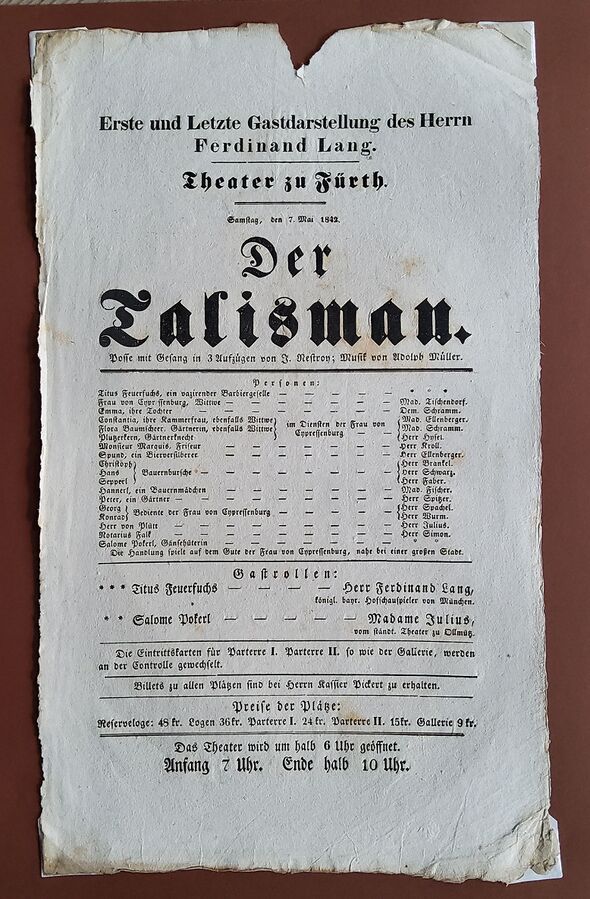 Erste und Letzte Gastdarstellung des Herrn
Ferdinand Lang.
Theater zu Fürth.
Samstag, den 7. Mai 1842.
Der
Talisman.
Posse mit Gesang in 3 Aufzügen von J. Nestroy; Musik von Adolph Müller.
Personen:
Titus Feuerfuchs, ein vazirender Barbiergeselle — — — — — * * *
Frau von Cypressenburg, Wittwe — — — — — — Mad. Tischendorf.
Emma, ihre Tochter — — — — — — — Dem. Schramm.
Constantia, ihre Kammerfrau, ebenfalls Wittwe } im Diensten der Frau von { Mad. Ellenberger.
Flora Baumscheer, Gärtnerin, ebenfalls Wittwe } Cypressenburg — — { Mad. Schramm.
Plutzerkern, Gärtnerknecht } { Herr Hysel.
Monsieur Marquis, Friseur — — — — — — Herr Kroll.
Spund, ein Bierversilberer — — — — — — Herr Ellenberger.
Christoph } { Herr Brankel.
Hans } Bauernbursche — — — — — — { Herr Schwarz.
Sepperl } { Herr Faber.
Hannerl, ein Bauernmädchen — — — — — — Mad. Fischer.
Peter, ein Gärtner — — — — — — — Herr Spitzer.
Georg } Bediente der Frau von Cypressenburg — — — — { Herr Spachel.
Konrad } { Herr Wurm.
Herr von Plütt — — — — — — — Herr Julius.
Notarius Falk — — — — — — — Herr Simon.
Salome Pokerl, Gänsehüterin — — — — — — * *
Die Handlung spielt auf dem Gute der Frau von Cypressenburg, nahe bei einer großen Stadt.
Gastrollen:
* * * Titus Feuerfuchs — — — — Herr Ferdinand Lang,
königl. bayr. Hofschauspieler von München.
* * Salome Pokerl — — — — Madame Julius,
vom ständt. Theater zu Ollmütz.
Die Eintrittskarten für Parterre I. Parterre II. so wie der Gallerie, werden
an der Controlle gewechselt.
Billets zu allen Plätzen sind bei Herrn Kassier Pickert zu erhalten.
Preise der Plätze:
Reserveloge: 48 kr. Logen 36 kr. Parterre I. 24 kr. Parterre II. 15 kr. Gallerie 9 kr.
Das Theater wird um halb 6 Uhr geöffnet.
Anfang 7 Uhr. Ende halb 10 Uhr.